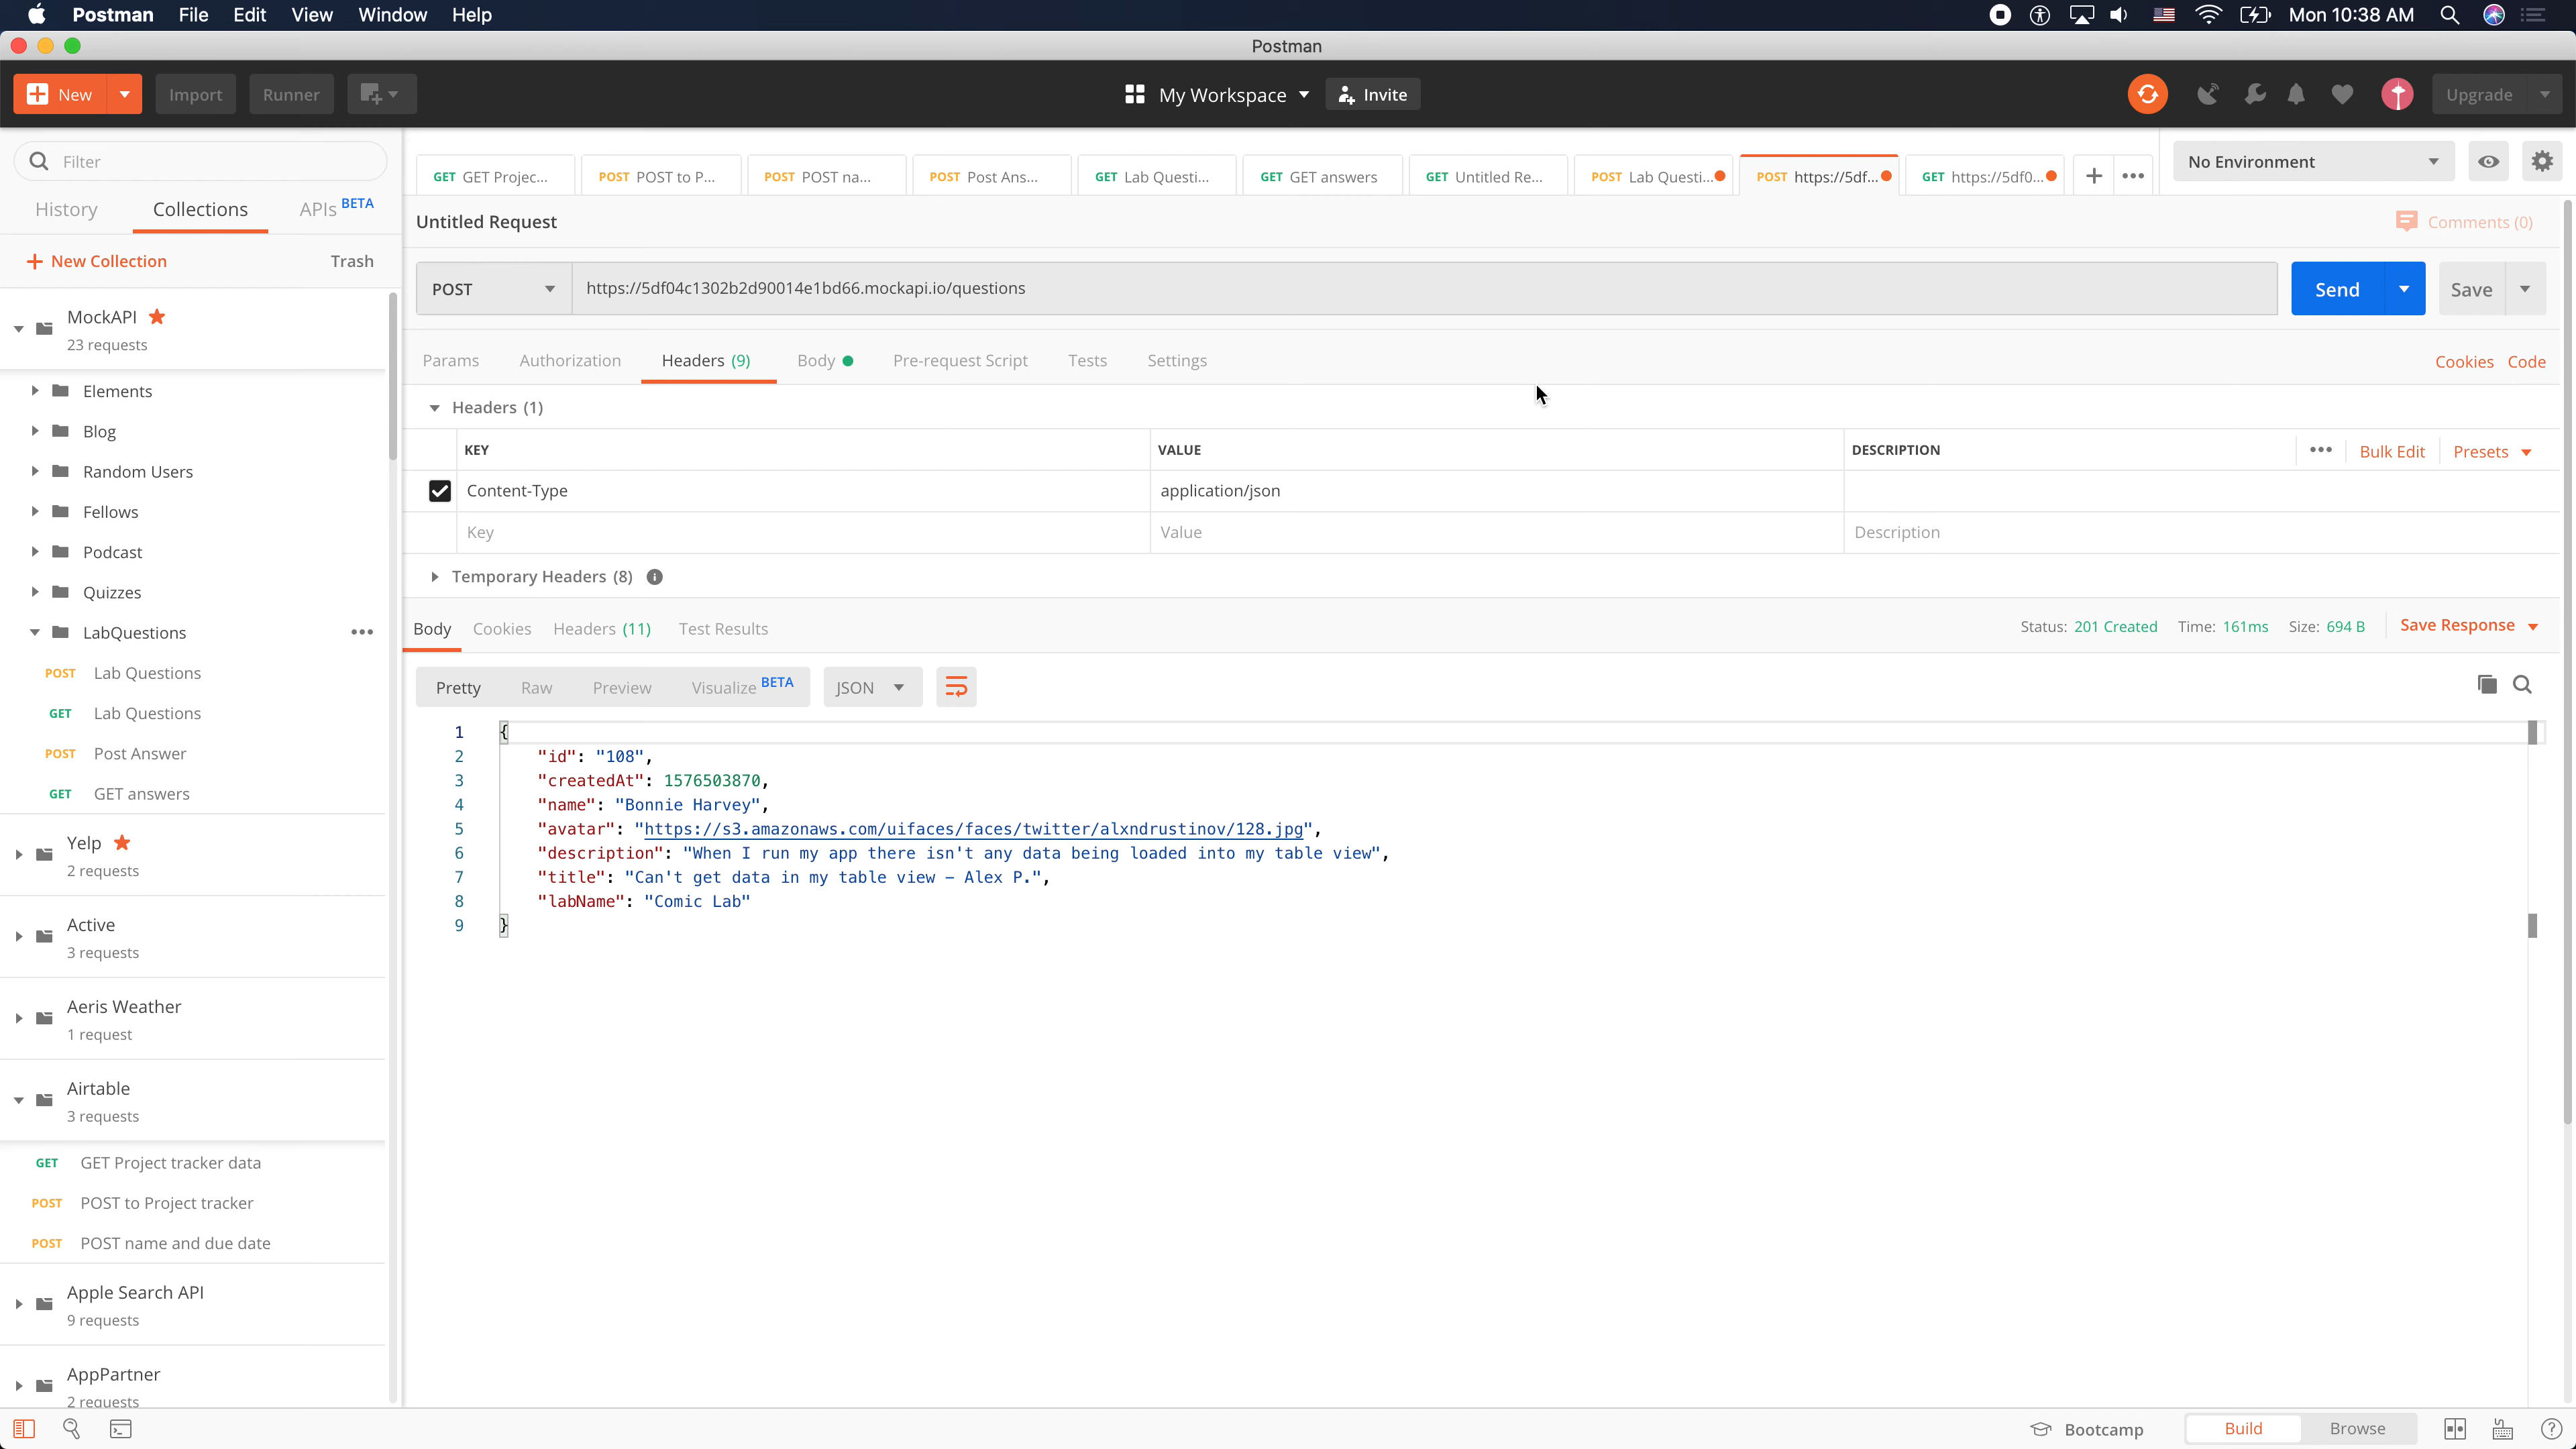 Postman File Edit View Window Help Mon 10:38 AM
Postman
New Import Runner My Workspace Invite Upgrade
Filter
History Collections APIs BETA
+ New Collection Trash
MockAPI
23 requests
Elements
Blog
Random Users
Fellows
Podcast
Quizzes
LabQuestions •••
POST Lab Questions
GET Lab Questions
POST Post Answer
GET GET answers
Yelp
2 requests
Active
3 requests
Aeris Weather
1 request
Airtable
3 requests
GET GET Project tracker data
POST POST to Project tracker
POST POST name and due date
Apple Search API
9 requests
AppPartner
2 requests
GET GET Projec... POST POST to P... POST POST na... POST Post Ans... GET Lab Questi... GET GET answers GET Untitled Re... POST Lab Questi... POST https://5df... GET https://5df0... + ••• No Environment
Untitled Request Comments (0)
POST https://5df04c1302b2d90014e1bd66.mockapi.io/questions Send Save
Params Authorization Headers (9) Body Pre-request Script Tests Settings Cookies Code
Headers (1)
KEY VALUE DESCRIPTION ••• Bulk Edit Presets
Content-Type application/json
Key Value Description
Temporary Headers (8)
Body Cookies Headers (11) Test Results Status: 201 Created Time: 161ms Size: 694 B Save Response
Pretty Raw Preview Visualize BETA JSON
1 {
2 "id": "108",
3 "createdAt": 1576503870,
4 "name": "Bonnie Harvey",
5 "avatar": "https://s3.amazonaws.com/uifaces/faces/twitter/alxndrustinov/128.jpg",
6 "description": "When I run my app there isn't any data being loaded into my table view",
7 "title": "Can't get data in my table view – Alex P.",
8 "labName": "Comic Lab"
9 }
Bootcamp Build Browse